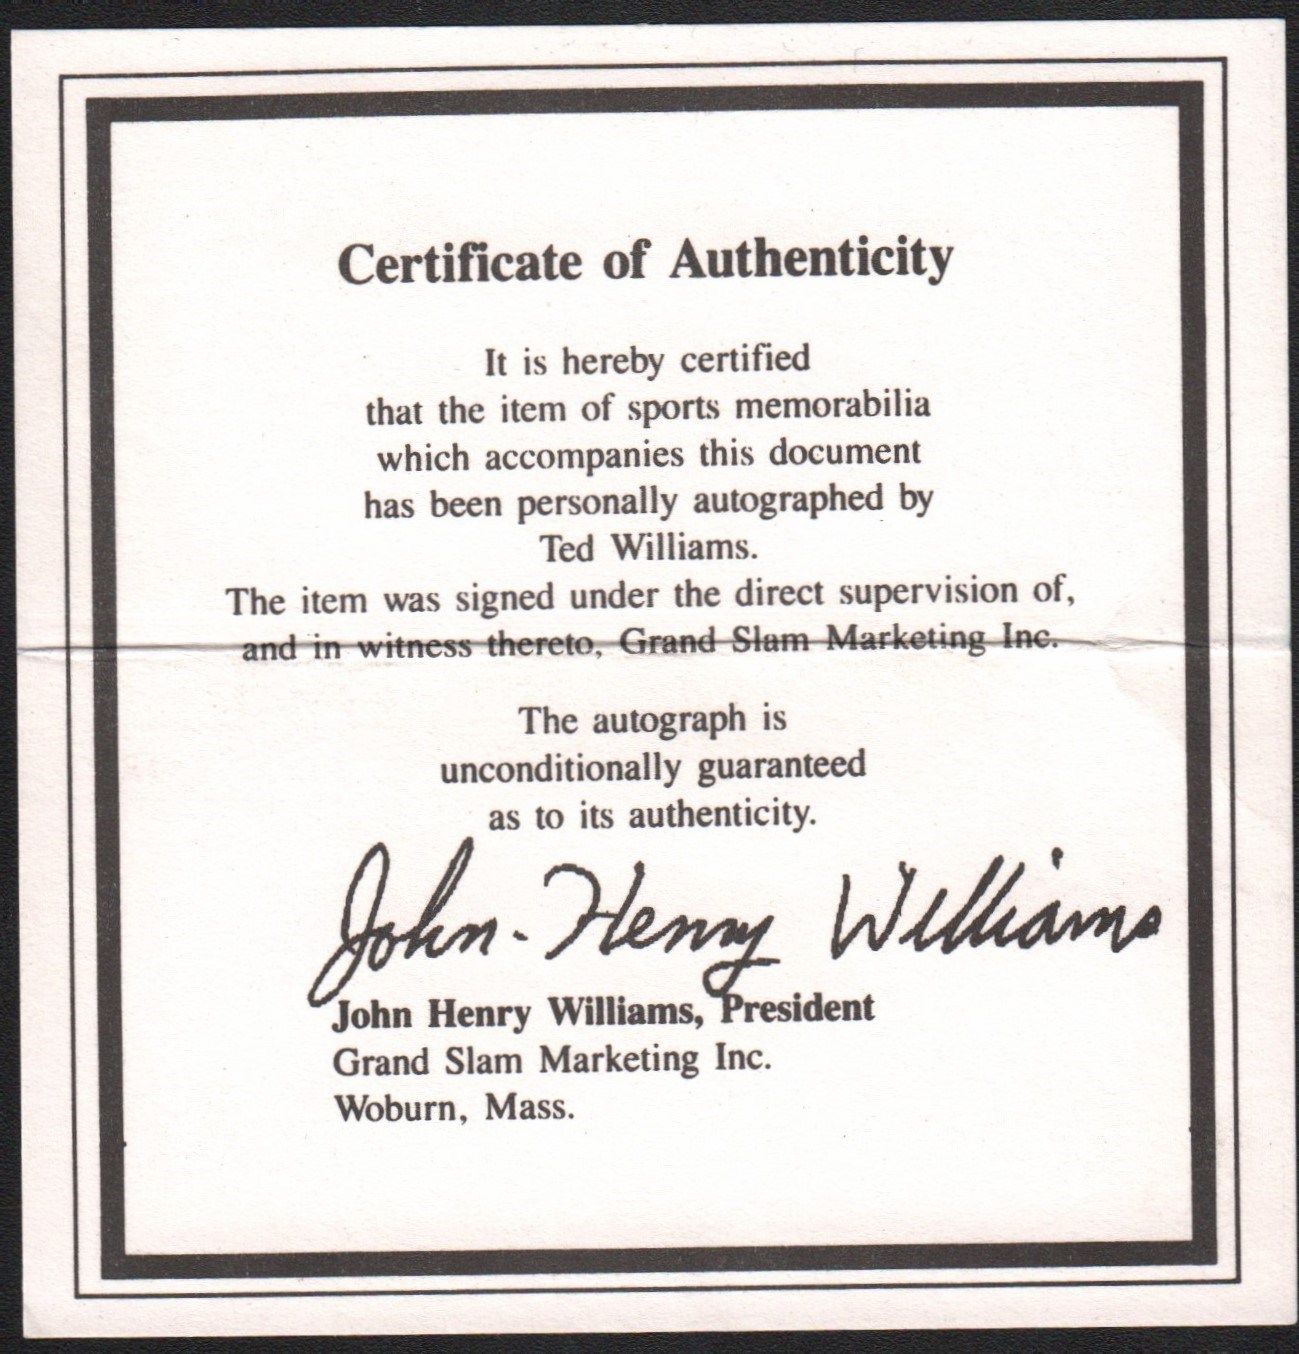 Certificate of Authenticity
It is hereby certified
that the item of sports memorabilia
which accompanies this document
has been personally autographed by
Ted Williams.
The item was signed under the direct supervision of,
and in witness thereto, Grand Slam Marketing Inc.
The autograph is
unconditionally guaranteed
as to its authenticity.
John-Henry Williams
John Henry Williams, President
Grand Slam Marketing Inc.
Woburn, Mass.